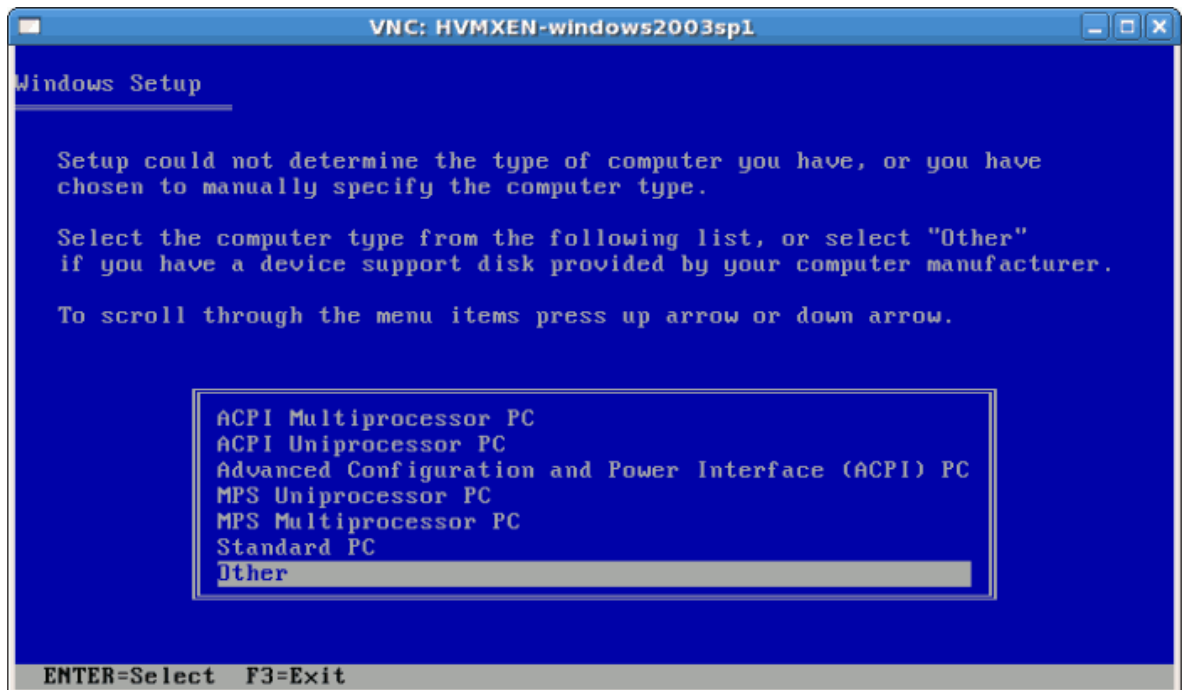 VNC: HVMXEN-windows2003sp1
Windows Setup
Setup could not determine the type of computer you have, or you have
chosen to manually specify the computer type.
Select the computer type from the following list, or select "Other"
if you have a device support disk provided by your computer manufacturer.
To scroll through the menu items press up arrow or down arrow.
ACPI Multiprocessor PC
ACPI Uniprocessor PC
Advanced Configuration and Power Interface (ACPI) PC
MPS Uniprocessor PC
MPS Multiprocessor PC
Standard PC
Other
ENTER=Select F3=Exit